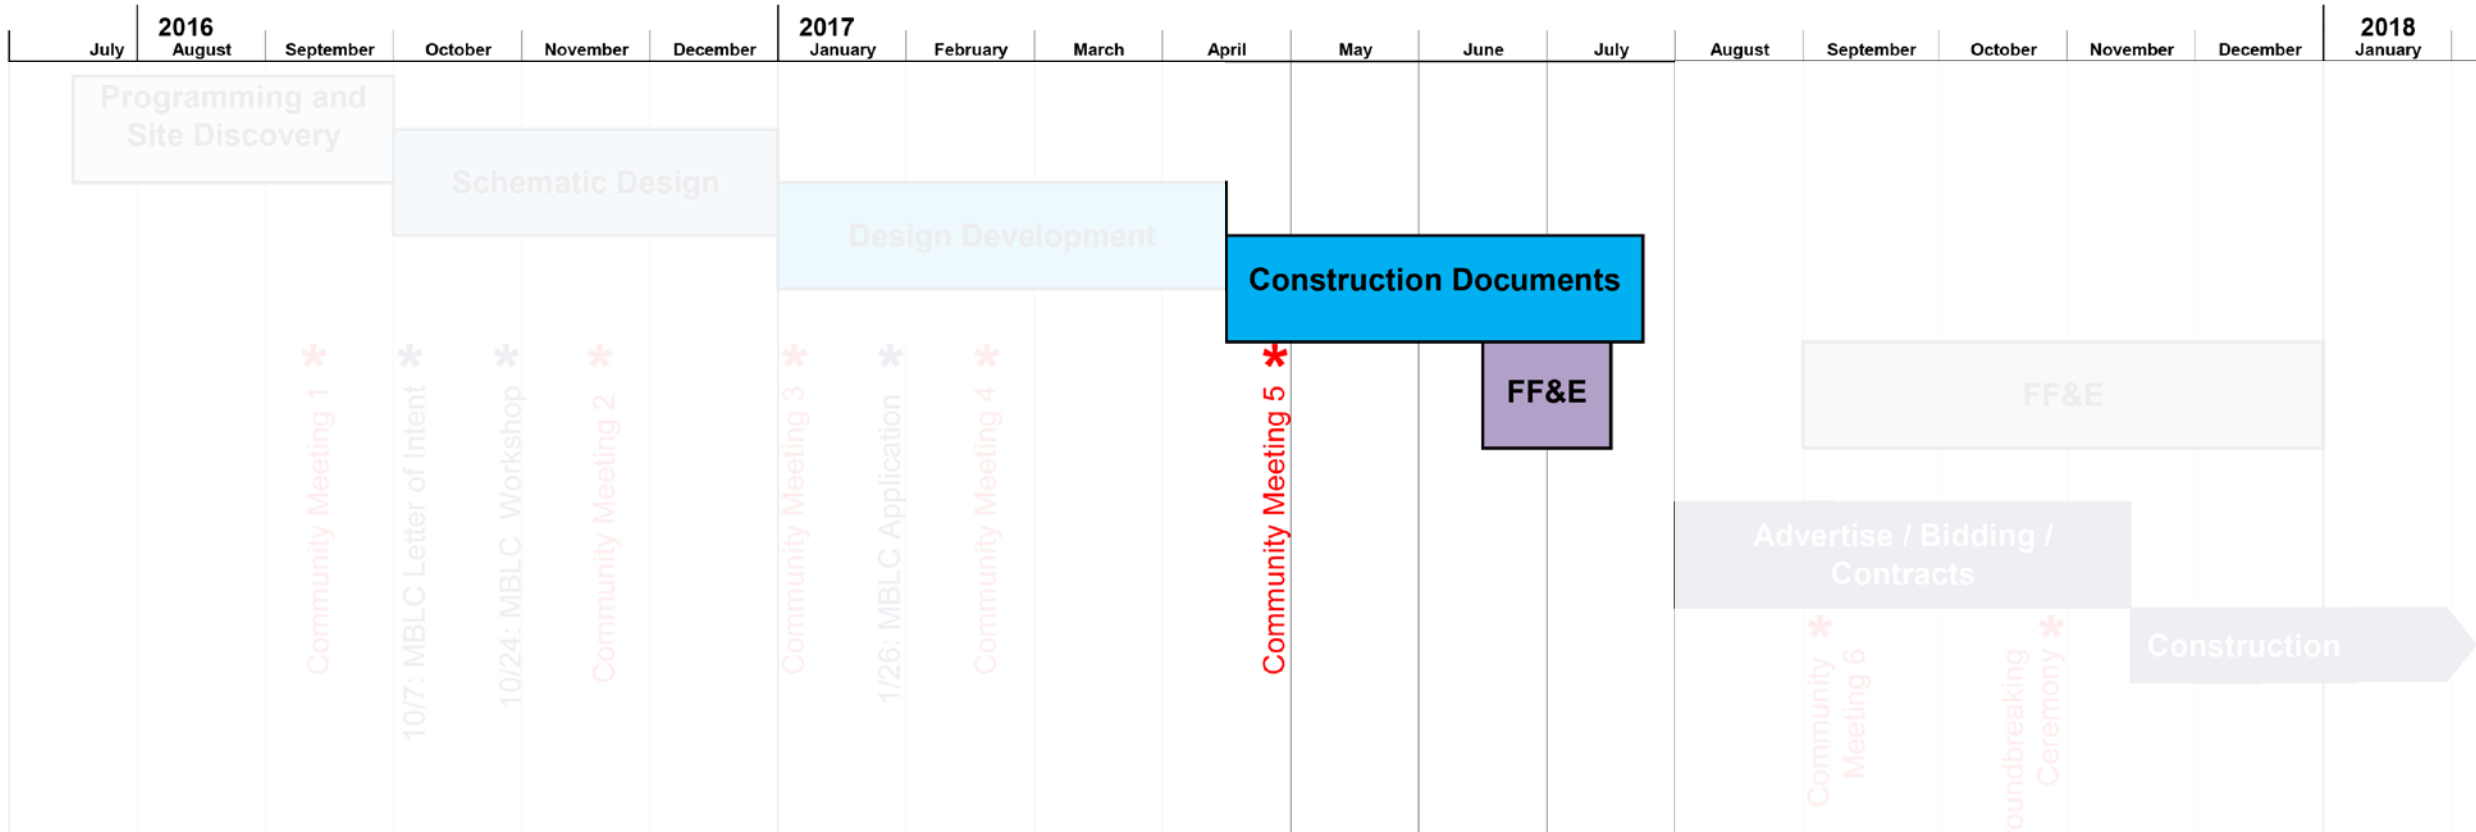 2016
2017
2018
July August September October November December January February March April May June July August September October November December January
Programming and
Site Discovery
Schematic Design
Design Development
Construction Documents
FF&E
FF&E
Advertise / Bidding /
Contracts
Construction
Community Meeting 1
10/7: MBLC Letter of Intent
10/24: MBLC Workshop
Community Meeting 2
Community Meeting 3
1/26: MBLC Application
Community Meeting 4
Community Meeting 5
Community
Meeting 6
oundbreaking
Ceremony